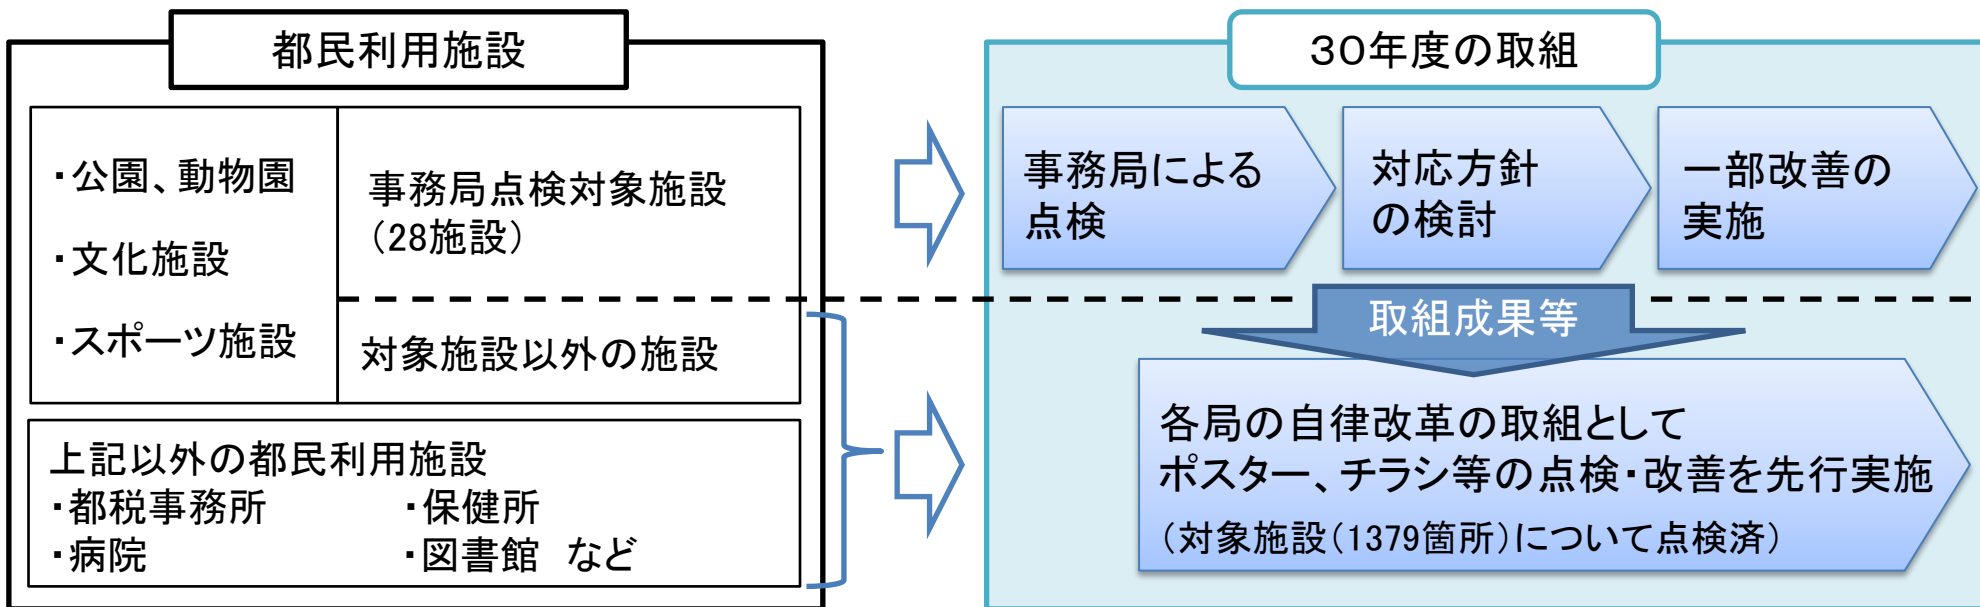 都民利用施設
・公園、動物園
・文化施設
・スポーツ施設
事務局点検対象施設
（28施設）
対象施設以外の施設
上記以外の都民利用施設
・都税事務所　・保健所
・病院　・図書館　など
30年度の取組
事務局による
点検
対応方針
の検討
一部改善の
実施
取組成果等
各局の自律改革の取組として
ポスター、チラシ等の点検・改善を先行実施
（対象施設（1379箇所）について点検済）